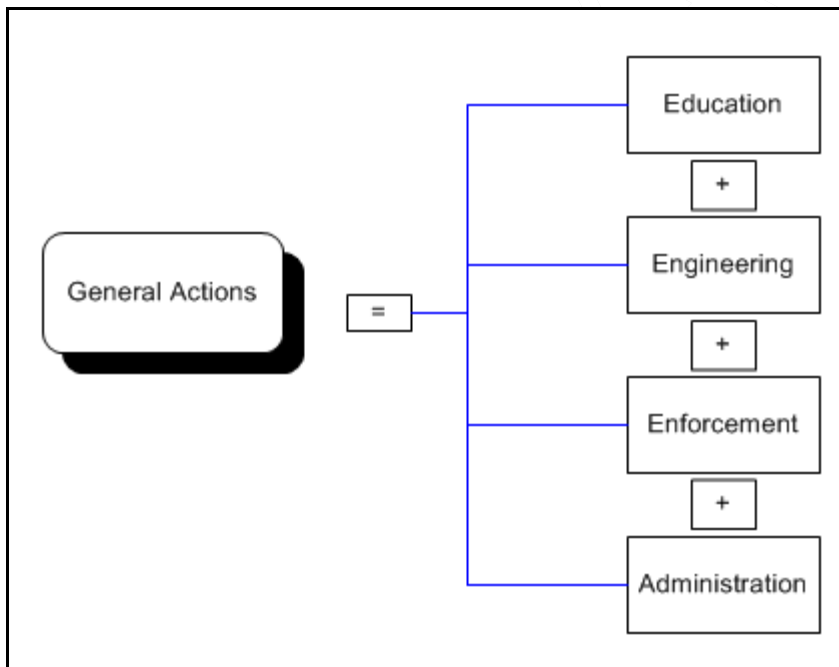 General Actions
=
Education
+
Engineering
+
Enforcement
+
Administration